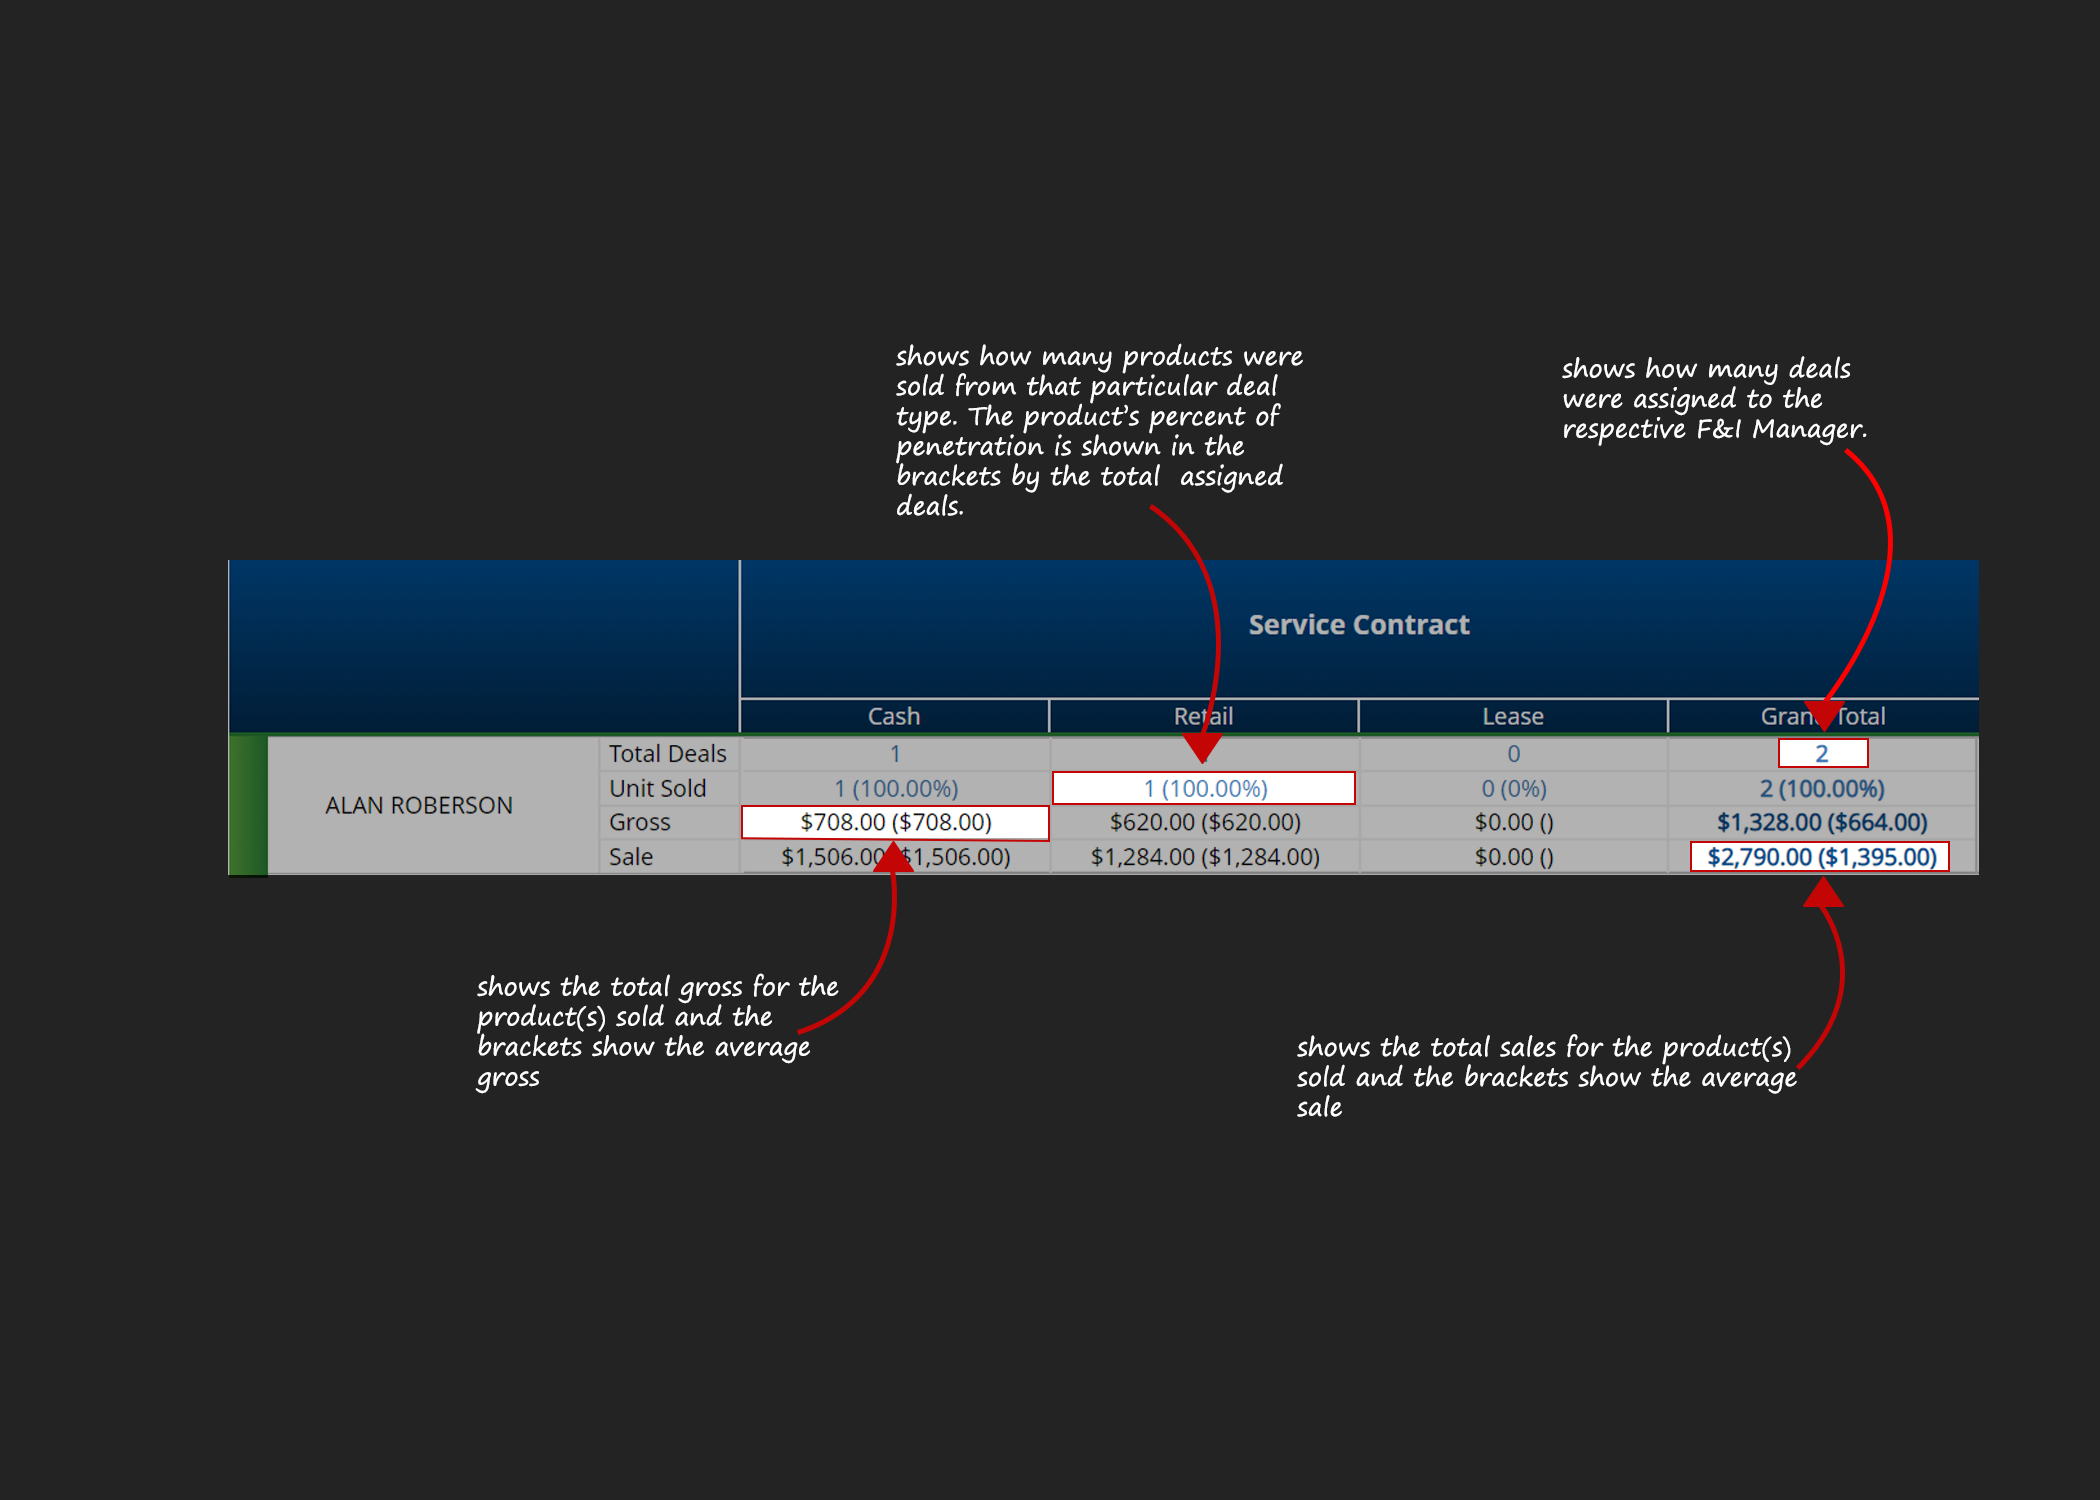 shows how many products were
sold from that particular deal
type. The product's percent of
penetration is shown in the
brackets by the total assigned
deals.
shows how many deals
were assigned to the
respective F&I Manager.
Service Contract
Cash Retail Lease Grand Total
ALAN ROBERSON
Total Deals 1 0 2
Unit Sold 1 (100.00%) 1 (100.00%) 0 (0%) 2 (100.00%)
Gross $708.00 ($708.00) $620.00 ($620.00) $0.00 () $1,328.00 ($664.00)
Sale $1,506.00 ($1,506.00) $1,284.00 ($1,284.00) $0.00 () $2,790.00 ($1,395.00)
shows the total gross for the
product(s) sold and the
brackets show the average
gross
shows the total sales for the product(s)
sold and the brackets show the average
sale